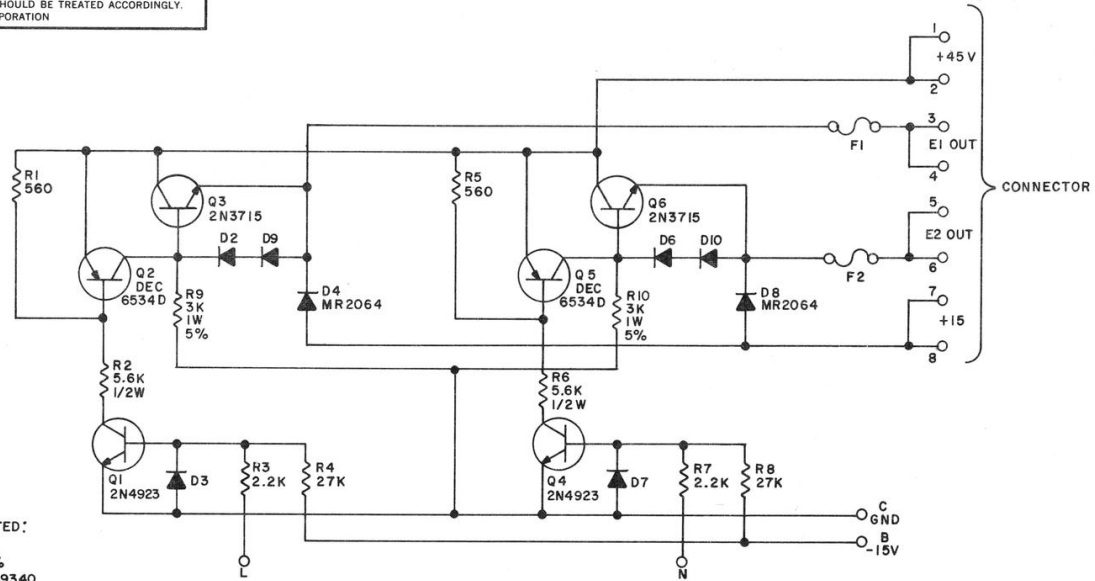 HOULD BE TREATED ACCORDINGLY.
PORATION
1
+45V
2
3
F1
E1 OUT
4
CONNECTOR
5
E2 OUT
F2
6
7
+15
8
R1
560
Q3
2N3715
D2
D9
Q2
DEC
6534D
R9
3K
1W
5%
D4
MR2064
R5
560
Q6
2N3715
D6
D10
Q5
DEC
6534D
R10
3K
1W
5%
D8
MR2064
R2
5.6K
1/2W
R6
5.6K
1/2W
Q1
2N4923
D3
R3
2.2K
R4
27K
Q4
2N4923
D7
R7
2.2K
R8
27K
C
GND
B
-15V
L
N
TED:
%
9340